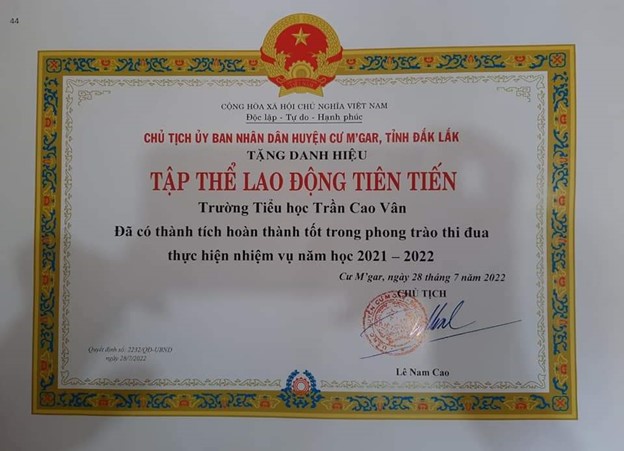 44
CỘNG HÒA XÃ HỘI CHỦ NGHĨA VIỆT NAM
Độc lập - Tự do - Hạnh phúc
CHỦ TỊCH ỦY BAN NHÂN DÂN HUYỆN CƯ M'GAR, TỈNH ĐẮK LẮK
TẶNG DANH HIỆU
TẬP THỂ LAO ĐỘNG TIÊN TIẾN
Trường Tiểu học Trần Cao Vân
Đã có thành tích hoàn thành tốt trong phong trào thi đua
thực hiện nhiệm vụ năm học 2021 – 2022
Cư M'gar, ngày 28 tháng 7 năm 2022
CHỦ TỊCH
Quyết định số: 2232/QĐ-UBND
ngày 28/7/2022
Lê Nam Cao